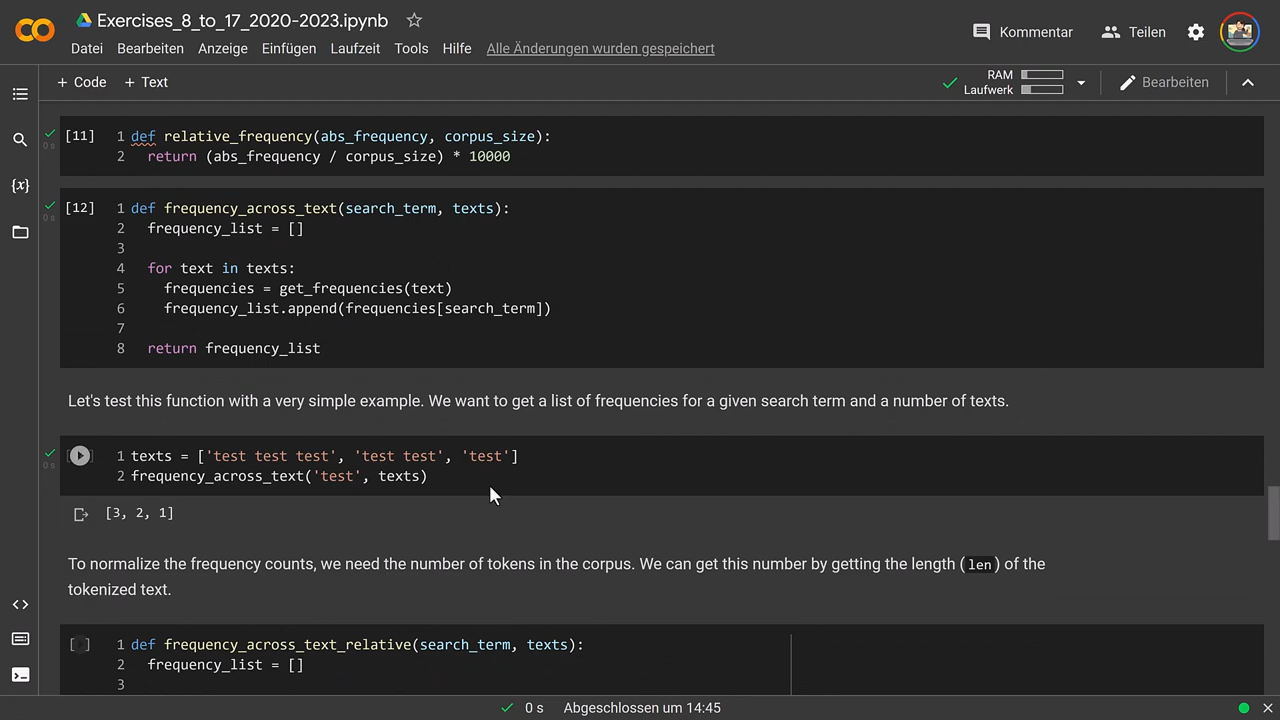 Exercises_8_to_17_2020-2023.ipynb
Datei Bearbeiten Anzeige Einfügen Laufzeit Tools Hilfe Alle Änderungen wurden gespeichert
Kommentar Teilen
+ Code + Text
RAM
Laufwerk
Bearbeiten
[11] 1 def relative_frequency(abs_frequency, corpus_size):
0 s
2 return (abs_frequency / corpus_size) * 10000
[12] 1 def frequency_across_text(search_term, texts):
0 s
2 frequency_list = []
3
4 for text in texts:
5 frequencies = get_frequencies(text)
6 frequency_list.append(frequencies[search_term])
7
8 return frequency_list
Let's test this function with a very simple example. We want to get a list of frequencies for a given search term and a number of texts.
1 texts = ['test test test', 'test test', 'test']
0 s
2 frequency_across_text('test', texts)
[3, 2, 1]
To normalize the frequency counts, we need the number of tokens in the corpus. We can get this number by getting the length (len) of the
tokenized text.
[ ] 1 def frequency_across_text_relative(search_term, texts):
2 frequency_list = []
3
0 s Abgeschlossen um 14:45